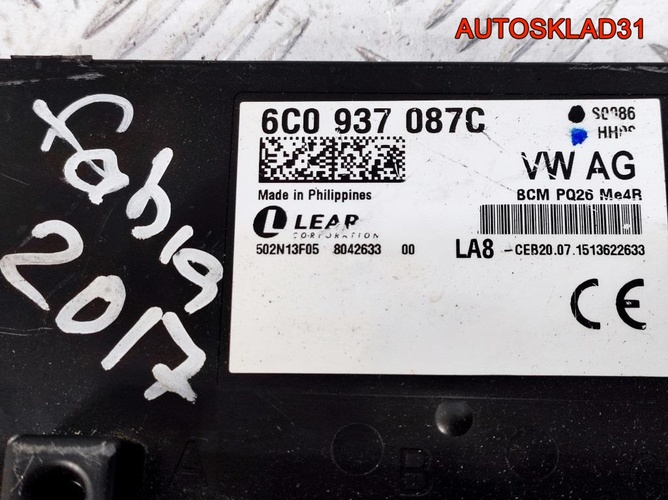 AUTOSKLAD31
Fabia
2017
6C0 937 087C
S0086
VW AG
Made in Philippines
BCM PQ26 Me4R
LEAR
CORPORATION
502N13F05 8042633 00
LA8 -CEB20.07.1513622633
CE
A
B